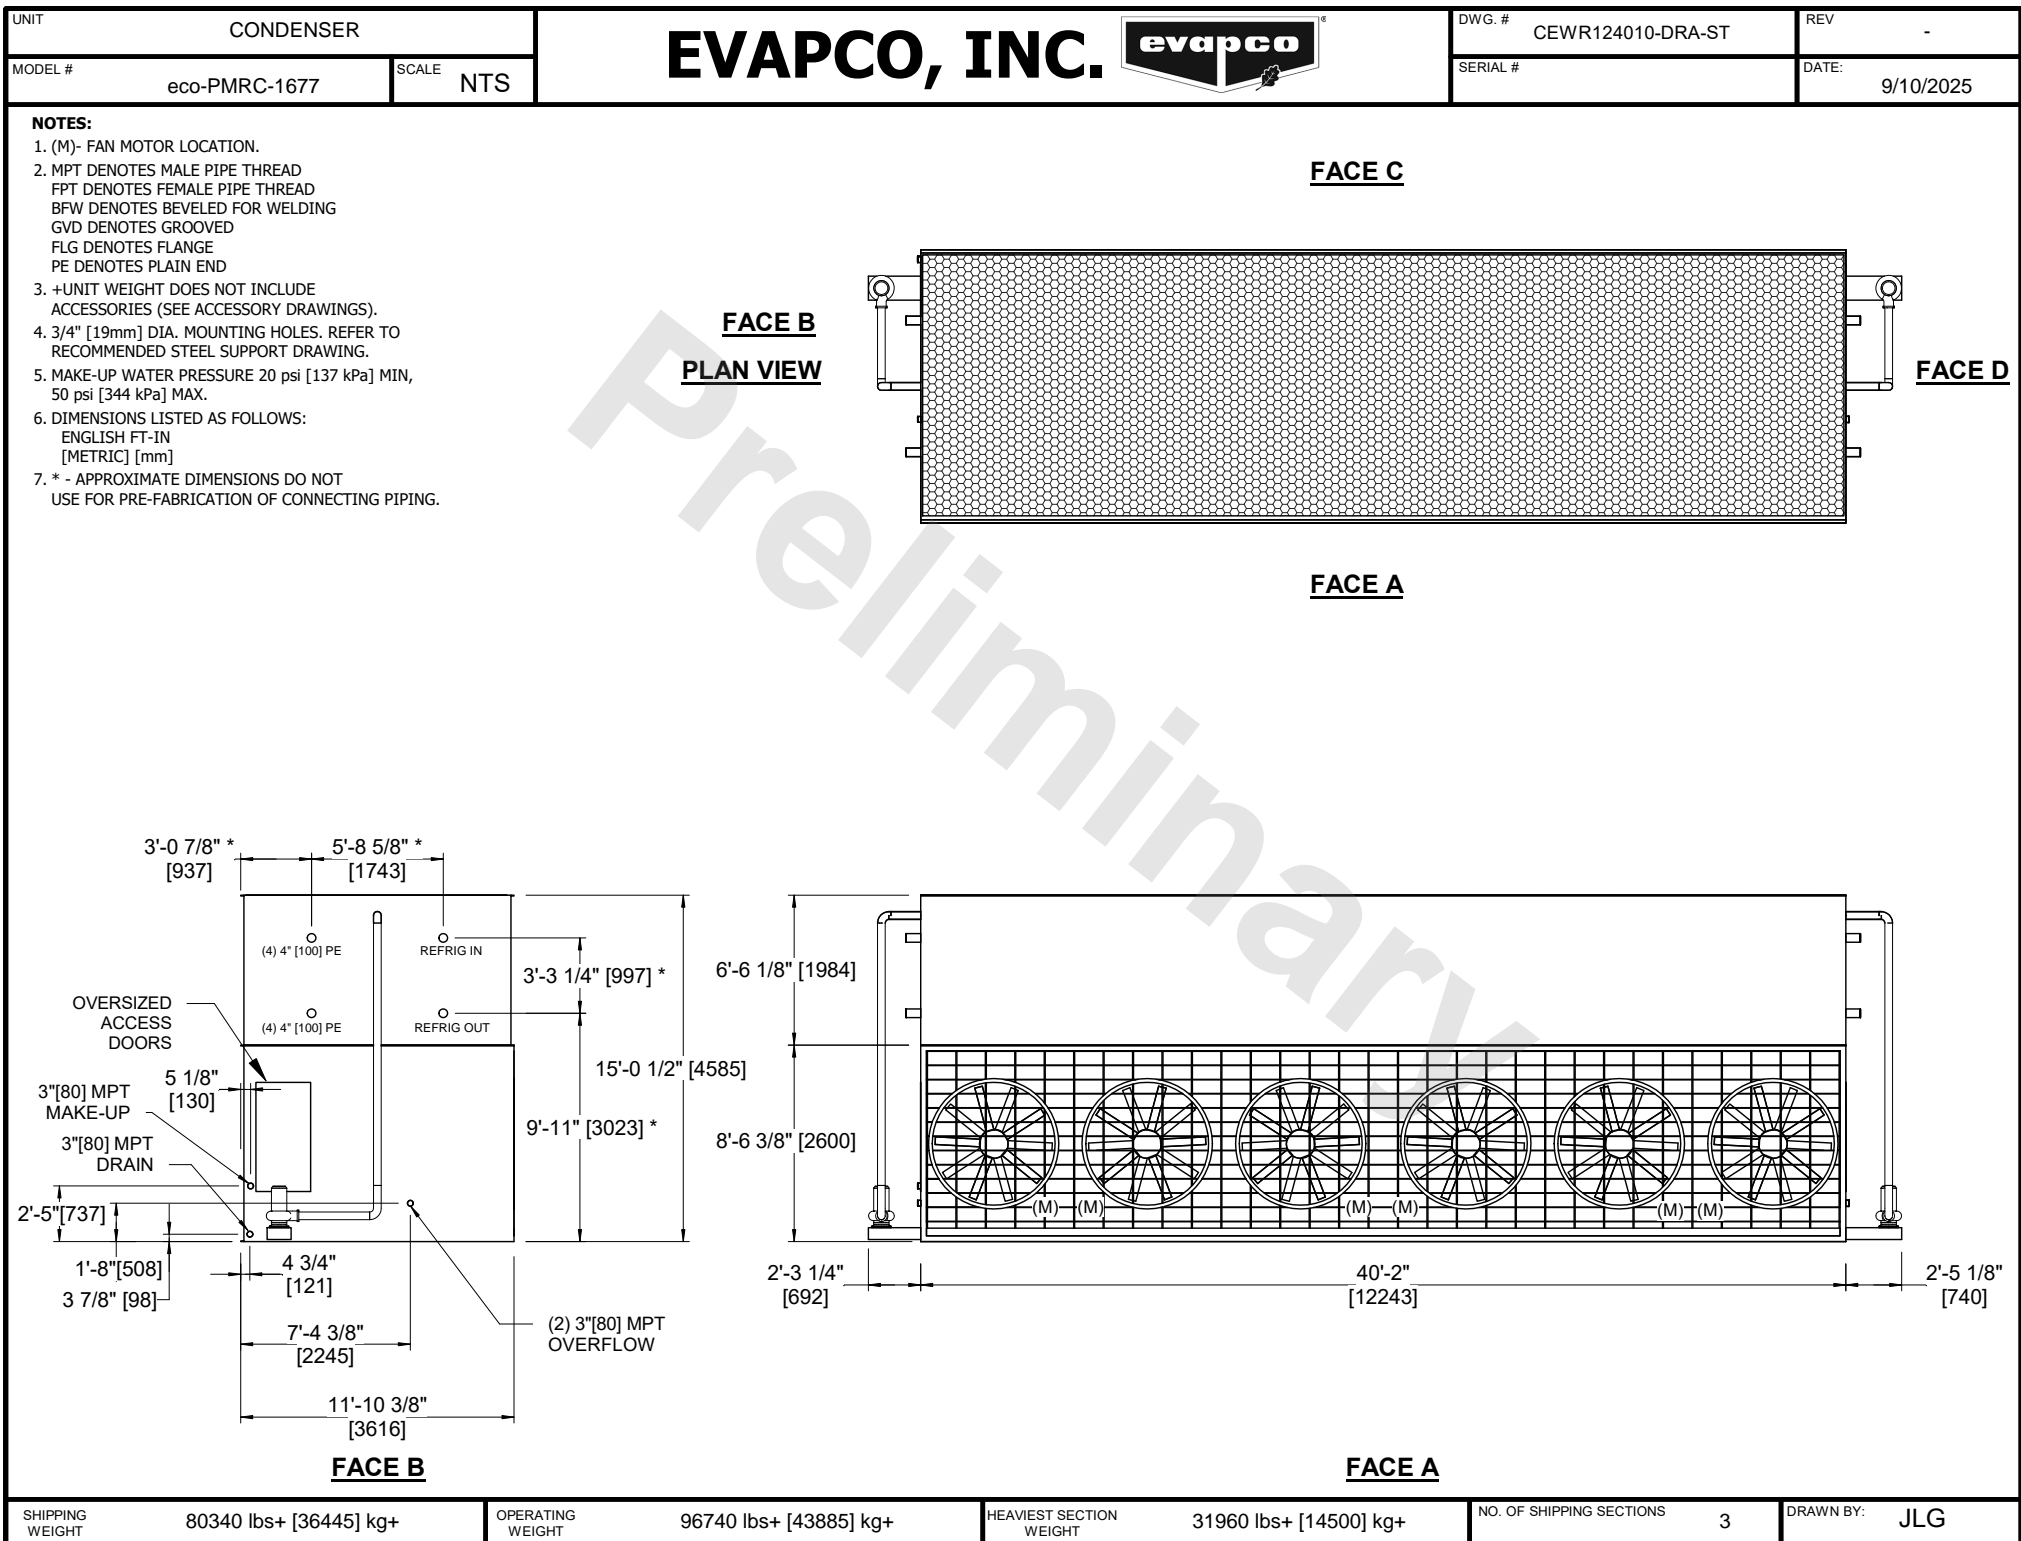 UNIT
CONDENSER
MODEL #
eco-PMRC-1677
SCALE
NTS
EVAPCO, INC.
evapco
®
DWG. #
CEWR124010-DRA-ST
REV
-
SERIAL #
DATE:
9/10/2025
NOTES:
1. (M)- FAN MOTOR LOCATION.
2. MPT DENOTES MALE PIPE THREAD
FPT DENOTES FEMALE PIPE THREAD
BFW DENOTES BEVELED FOR WELDING
GVD DENOTES GROOVED
FLG DENOTES FLANGE
PE DENOTES PLAIN END
3. +UNIT WEIGHT DOES NOT INCLUDE
ACCESSORIES (SEE ACCESSORY DRAWINGS).
4. 3/4" [19mm] DIA. MOUNTING HOLES. REFER TO
RECOMMENDED STEEL SUPPORT DRAWING.
5. MAKE-UP WATER PRESSURE 20 psi [137 kPa] MIN,
50 psi [344 kPa] MAX.
6. DIMENSIONS LISTED AS FOLLOWS:
ENGLISH FT-IN
[METRIC] [mm]
7. * - APPROXIMATE DIMENSIONS DO NOT
USE FOR PRE-FABRICATION OF CONNECTING PIPING.
FACE C
FACE B
PLAN VIEW
FACE D
FACE A
Preliminary
3'-0 7/8" *
[937]
5'-8 5/8" *
[1743]
(4) 4" [100] PE
REFRIG IN
3'-3 1/4" [997] *
(4) 4" [100] PE
REFRIG OUT
OVERSIZED
ACCESS
DOORS
15'-0 1/2" [4585]
5 1/8"
[130]
3"[80] MPT
MAKE-UP
3"[80] MPT
DRAIN
9'-11" [3023] *
2'-5"[737]
1'-8"[508]
3 7/8" [98]
4 3/4"
[121]
7'-4 3/8"
[2245]
(2) 3"[80] MPT
OVERFLOW
11'-10 3/8"
[3616]
FACE B
6'-6 1/8" [1984]
8'-6 3/8" [2600]
(M) (M) (M) (M) (M) (M)
2'-3 1/4"
[692]
40'-2"
[12243]
2'-5 1/8"
[740]
FACE A
SHIPPING
WEIGHT
80340 lbs+ [36445] kg+
OPERATING
WEIGHT
96740 lbs+ [43885] kg+
HEAVIEST SECTION
WEIGHT
31960 lbs+ [14500] kg+
NO. OF SHIPPING SECTIONS
3
DRAWN BY:
JLG